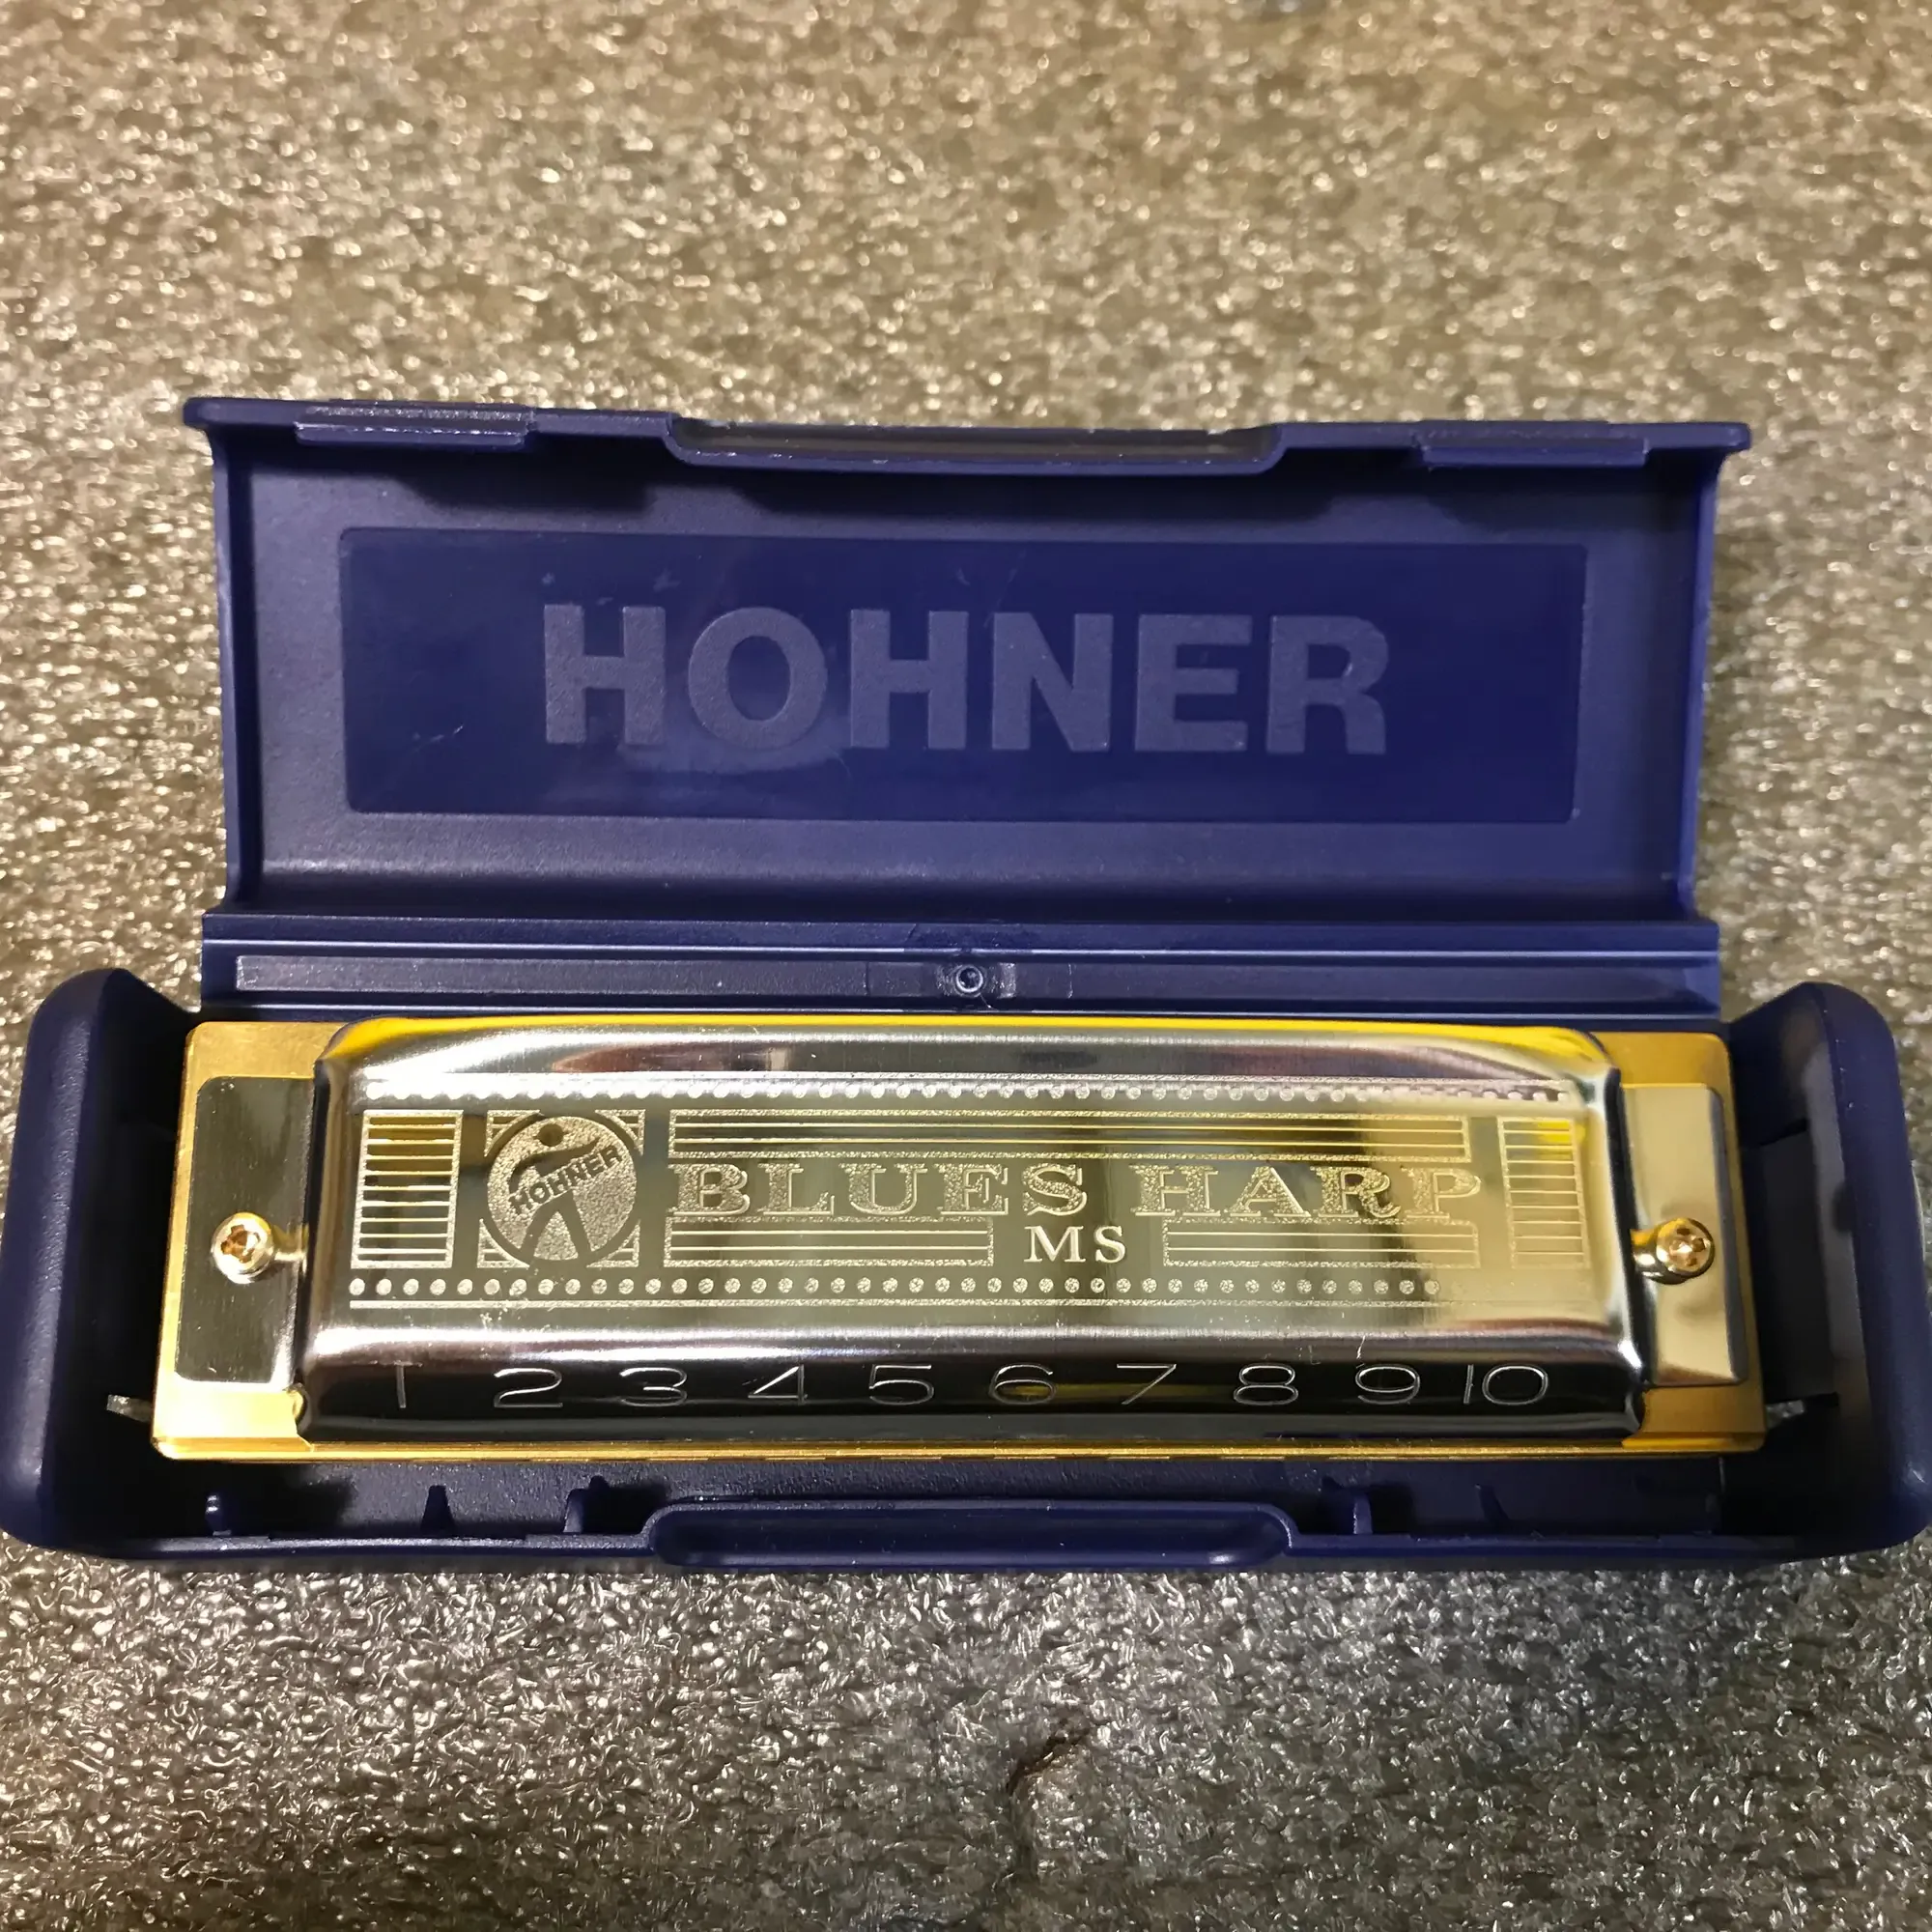 HOHNER
HOHNER
BLUES HARP
MS
1 2 3 4 5 6 7 8 9 10